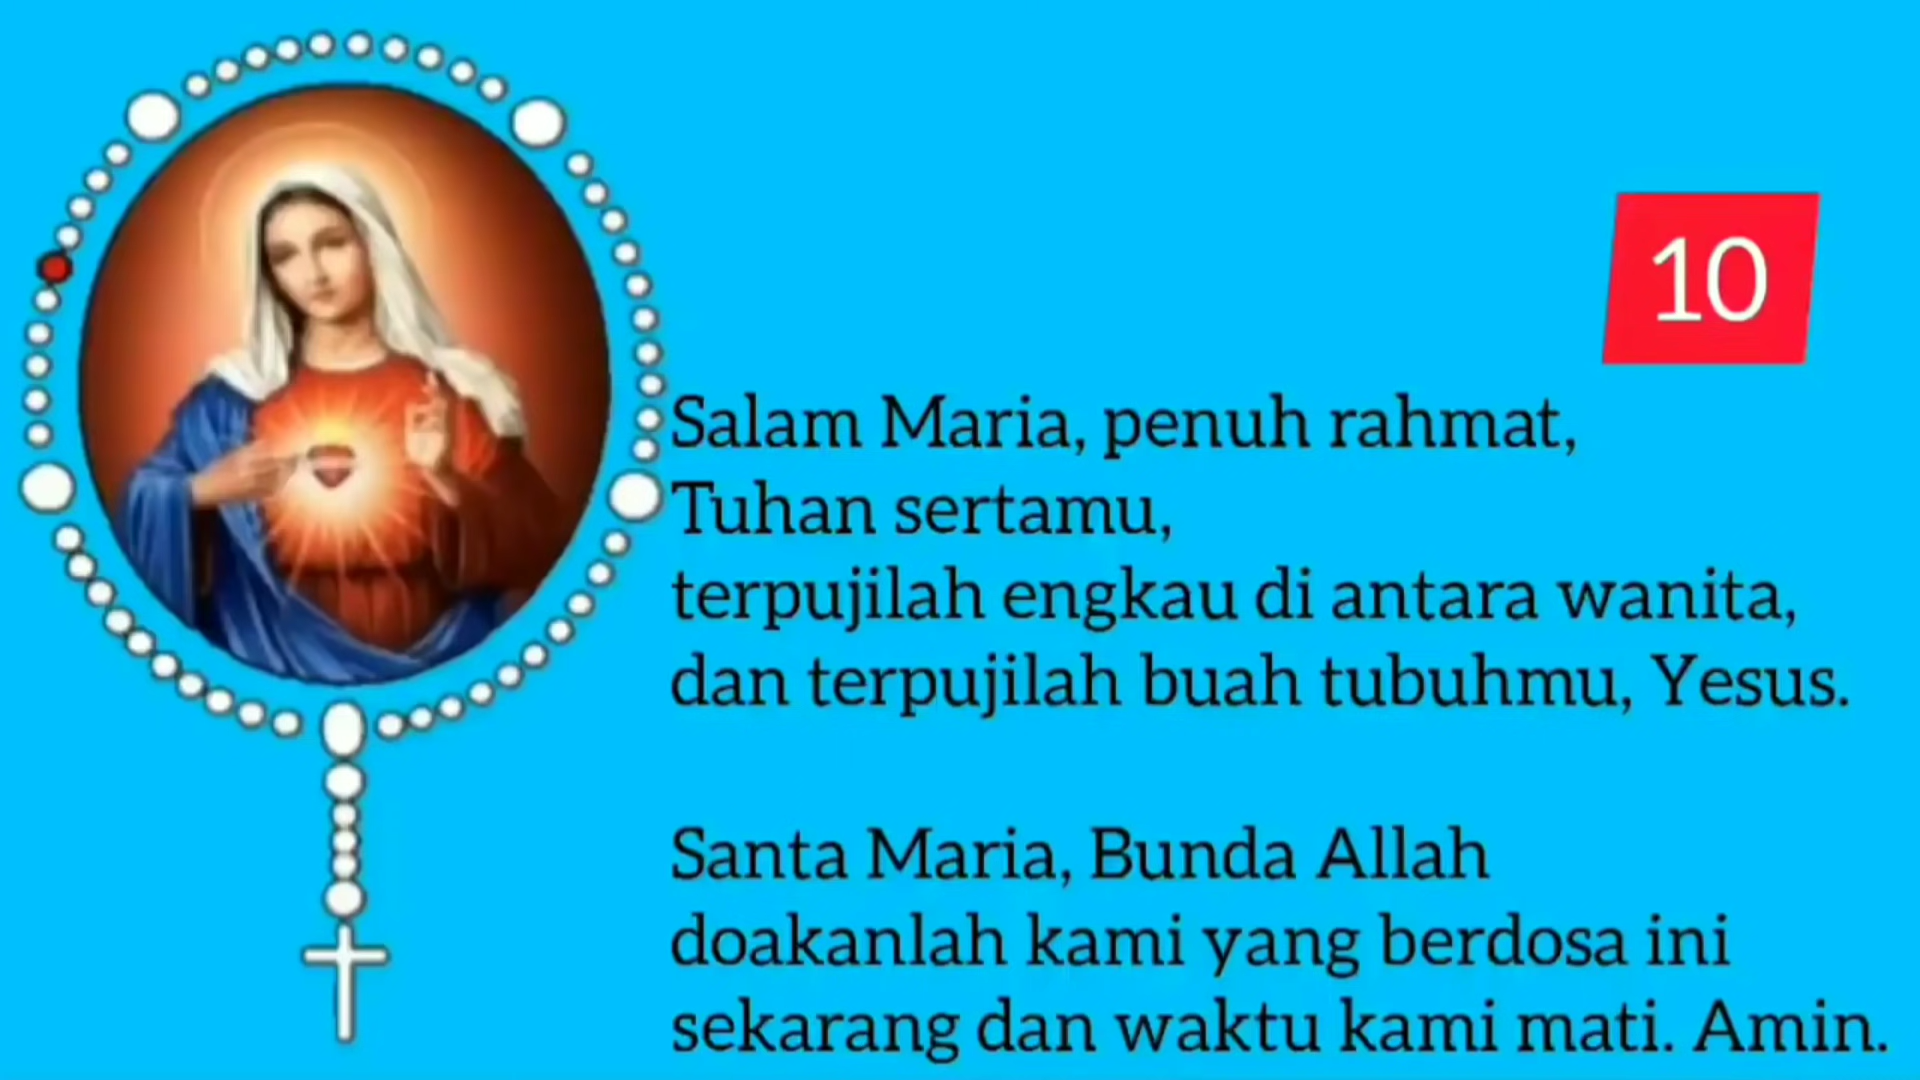 10
Salam Maria, penuh rahmat,
Tuhan sertamu,
terpujilah engkau di antara wanita,
dan terpujilah buah tubuhmu, Yesus.
Santa Maria, Bunda Allah
doakanlah kami yang berdosa ini
sekarang dan waktu kami mati. Amin.